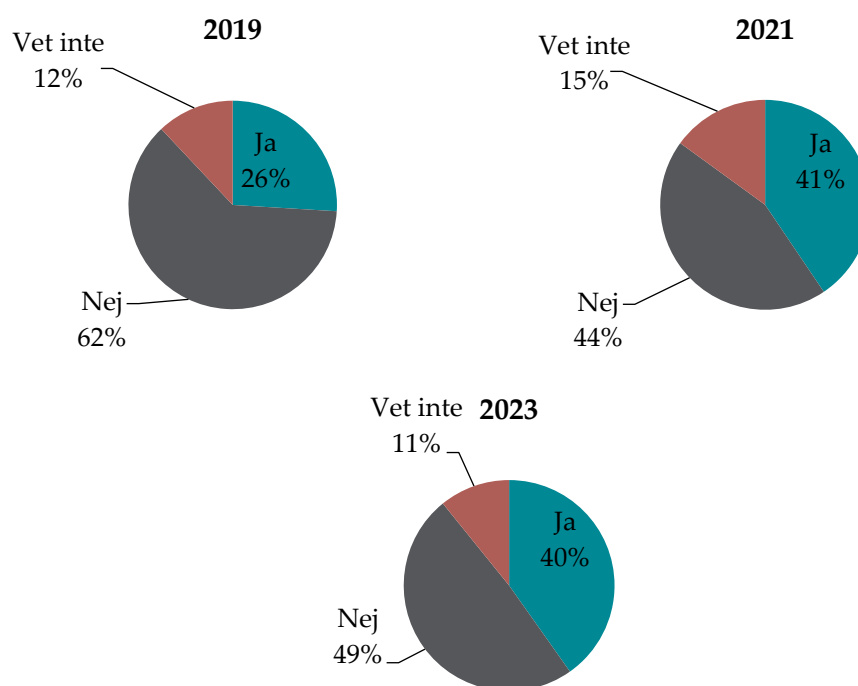 2019
Vet inte
12%
Ja
26%
Nej
62%
2021
15%
Vet inte
Ja
41%
Nej
44%
2023
Vet inte
11%
Ja
40%
Nej
49%